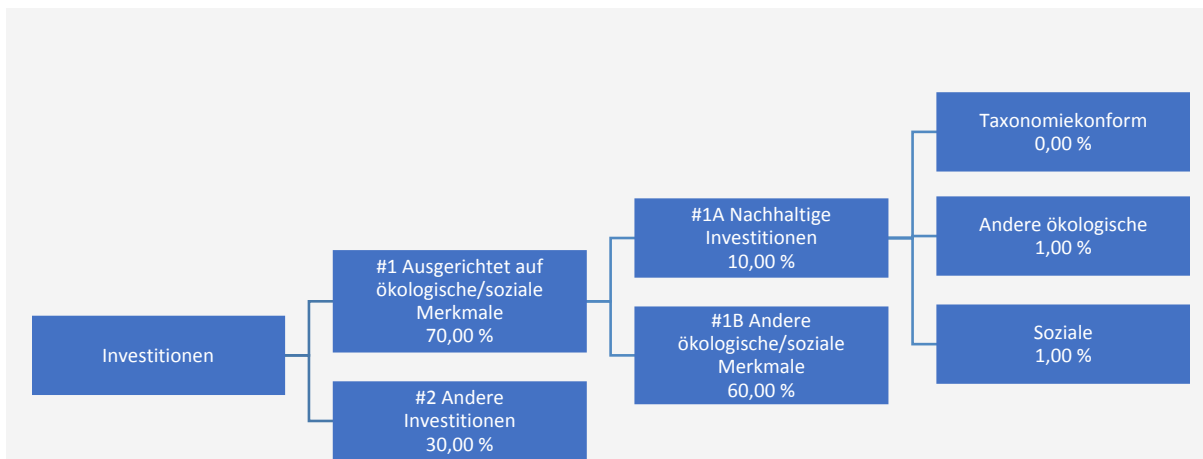 Investitionen
#1 Ausgerichtet auf
ökologische/soziale
Merkmale
70,00 %
#2 Andere
Investitionen
30,00 %
#1A Nachhaltige
Investitionen
10,00 %
#1B Andere
ökologische/soziale
Merkmale
60,00 %
Taxonomiekonform
0,00 %
Andere ökologische
1,00 %
Soziale
1,00 %